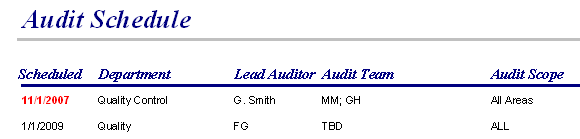 Audit Schedule
Scheduled Department Lead Auditor Audit Team Audit Scope
11/1/2007 Quality Control G. Smith MM; GH All Areas
1/1/2009 Quality FG TBD ALL